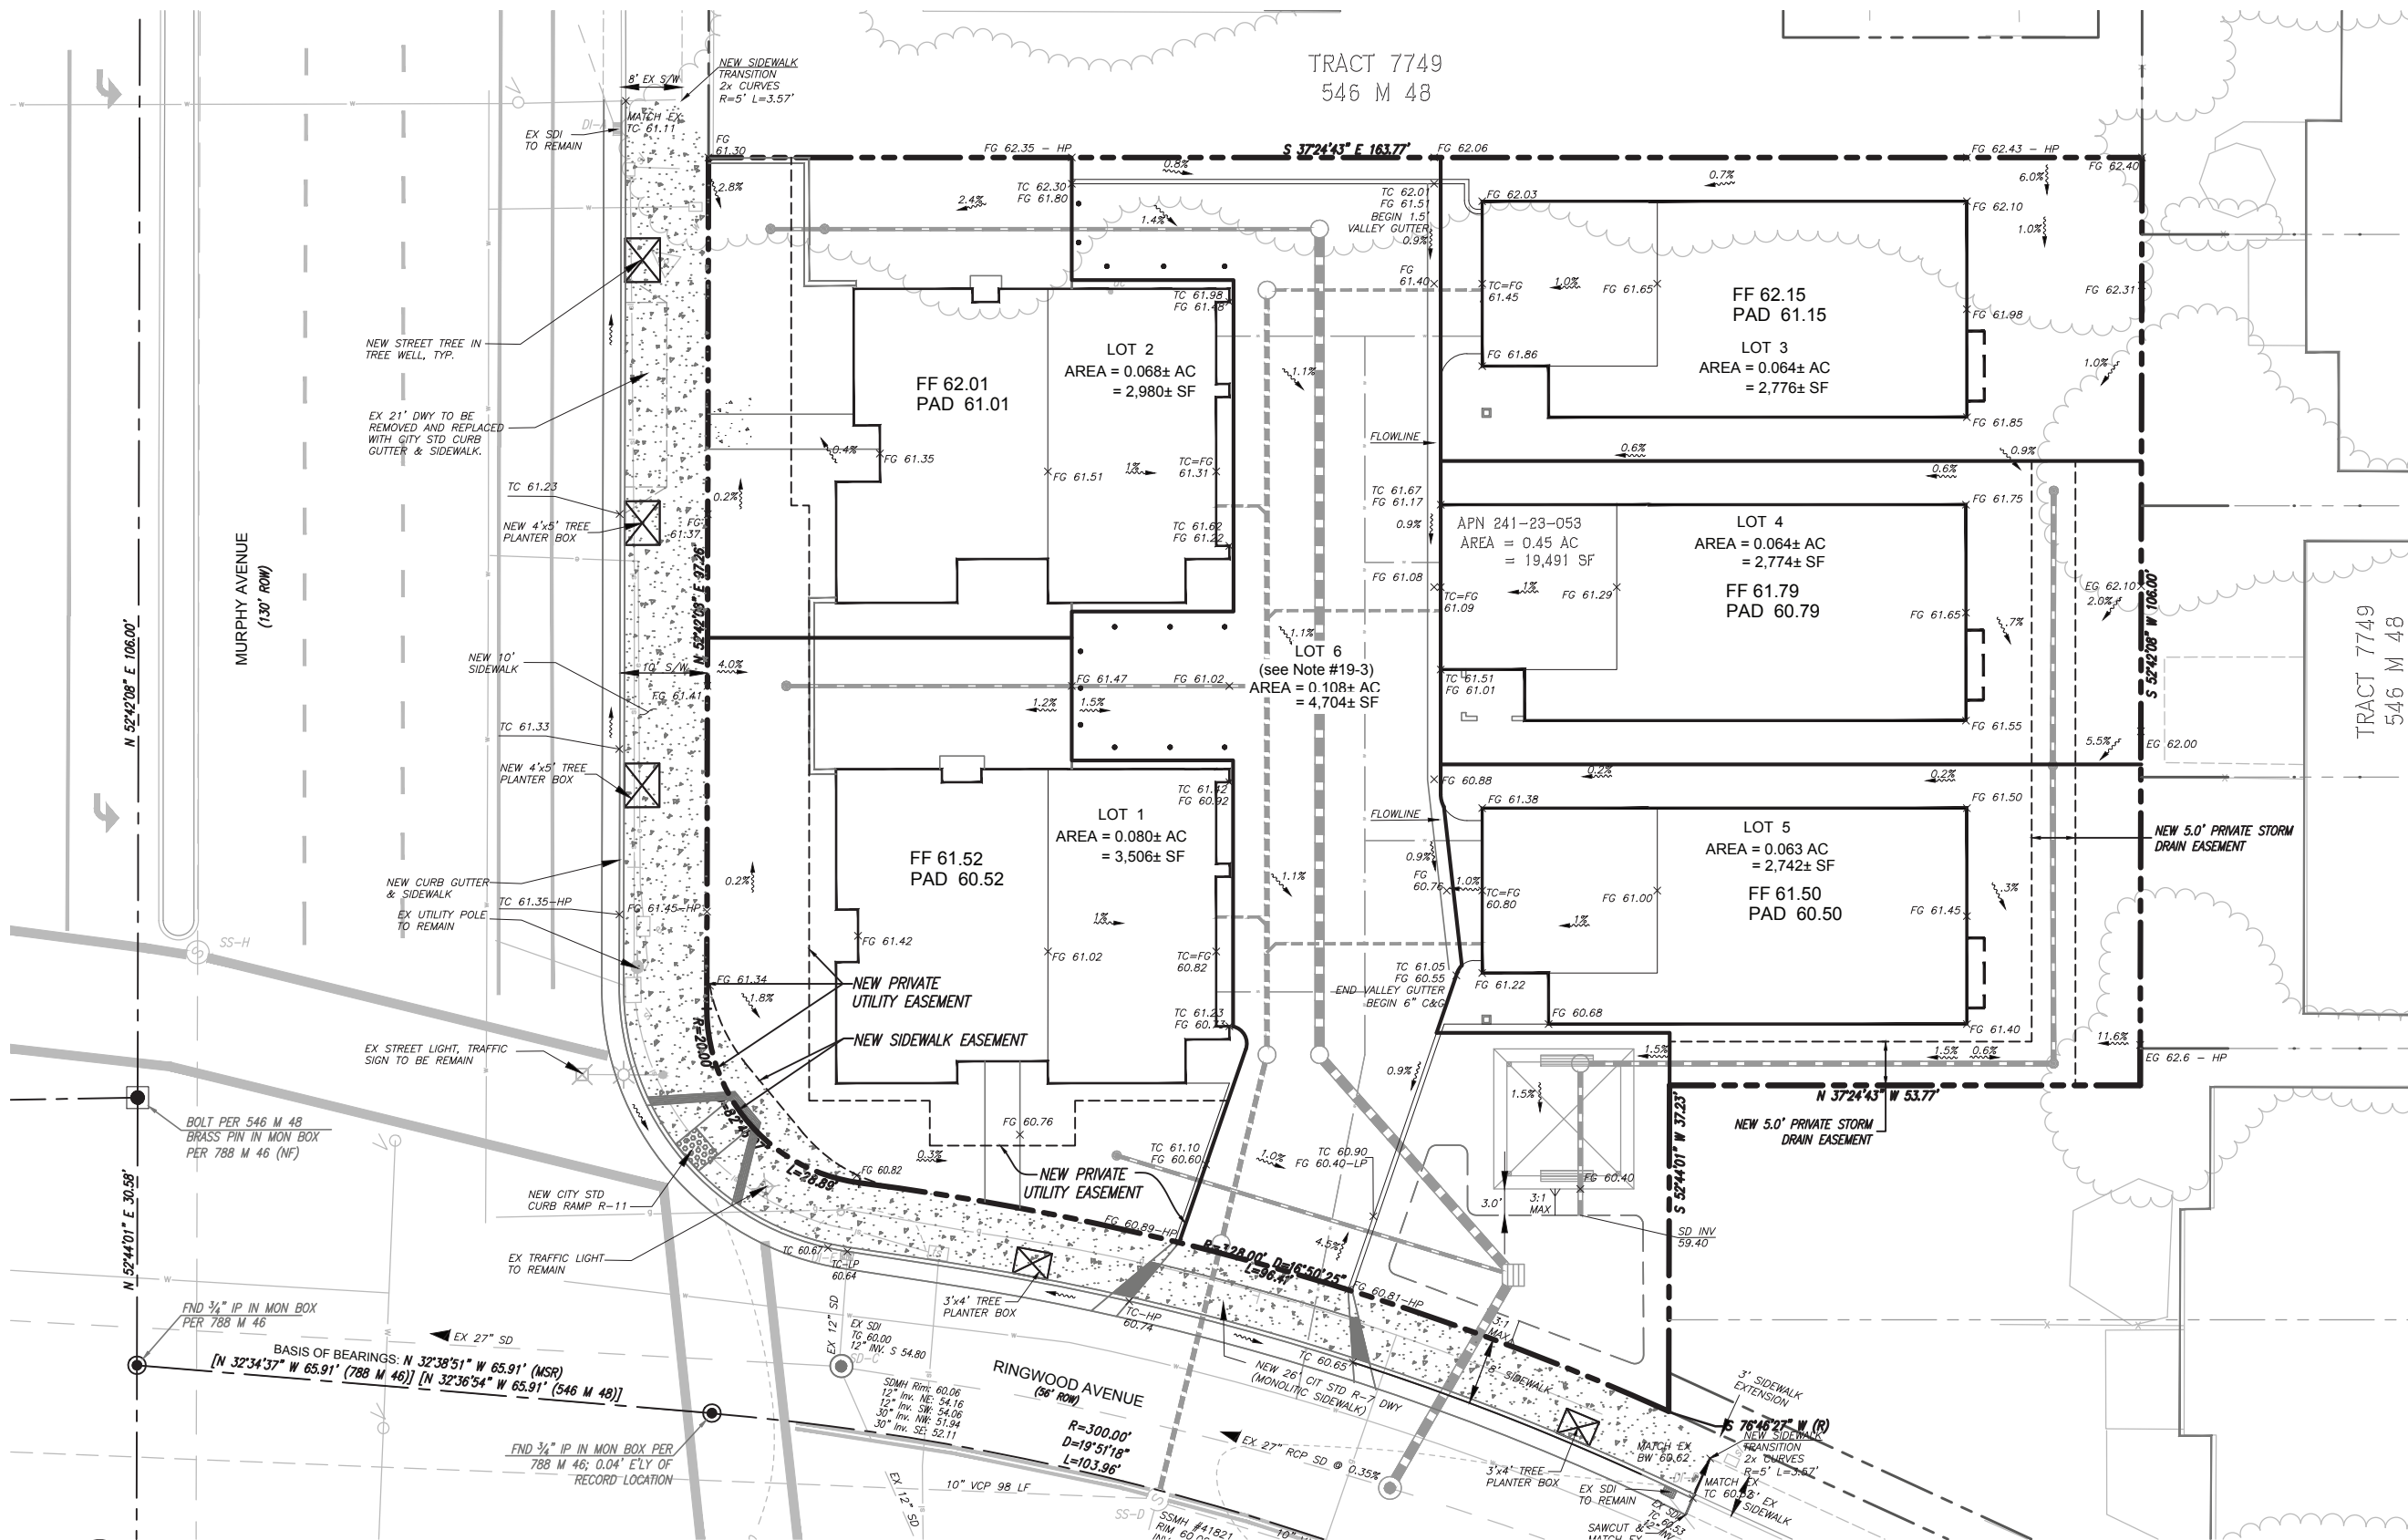 TRACT 7749
546 M 48
8' EX S/W
NEW SIDEWALK
TRANSITION
2x CURVES
R=5' L=3.57'
MATCH EX
TC 61.11
EX SDI
TO REMAIN
FG
61.30
FG 62.35 - HP
S 37°24'43" E 163.77'
FG 62.06
FG 62.43 - HP
FG 62.40
0.8%
0.7%
6.0%
2.8%
2.4%
TC 62.30
FG 61.80
1.4%
TC 62.01
FG 61.51
BEGIN 1.5'
VALLEY GUTTER
0.9%
FG 62.03
FG 62.10
1.0%
FG
61.40
TC=FG
61.45
1.0%
FG 61.65
FF 62.15
PAD 61.15
FG 62.31
FG 61.98
TC 61.98
FG 61.48
LOT 3
AREA = 0.064± AC
= 2,776± SF
NEW STREET TREE IN
TREE WELL, TYP.
LOT 2
AREA = 0.068± AC
= 2,980± SF
FF 62.01
PAD 61.01
1.1%
FG 61.86
1.0%
EX 21' DWY TO BE
REMOVED AND REPLACED
WITH CITY STD CURB
GUTTER & SIDEWALK.
FLOWLINE
FG 61.85
0.4%
FG 61.35
FG 61.51
1%
TC=FG
61.31
0.6%
0.9%
0.6%
TC 61.23
0.2%
TC 61.67
FG 61.17
FG 61.75
NEW 4'x5' TREE
PLANTER BOX
FG
61.37
TC 61.62
FG 61.22
0.9%
APN 241-23-053
AREA = 0.45 AC
= 19,491 SF
LOT 4
AREA = 0.064± AC
= 2,774± SF
N 52°42'08" E 97.26'
MURPHY AVENUE
(130' ROW)
N 52°42'08" E 106.00'
FG 61.08
TC=FG
61.09
1%
FG 61.29
FF 61.79
PAD 60.79
FG 61.65
.7%
EG 62.10
2.0%
S 52°42'08" W 106.00'
TRACT 7749
546 M 48
NEW 10'
SIDEWALK
10' S/W
4.0%
FG 61.41
1.1%
LOT 6
(see Note #19-3)
AREA = 0.108± AC
= 4,704± SF
FG 61.47
FG 61.02
1.2%
1.5%
TC 61.51
FG 61.01
FG 61.55
5.5%
EG 62.00
TC 61.33
NEW 4'x5' TREE
PLANTER BOX
TC 61.42
FG 60.92
FG 60.88
0.2%
0.2%
FG 61.38
FG 61.50
FLOWLINE
LOT 1
AREA = 0.080± AC
= 3,506± SF
FF 61.52
PAD 60.52
LOT 5
AREA = 0.063 AC
= 2,742± SF
FF 61.50
PAD 60.50
NEW 5.0' PRIVATE STORM
DRAIN EASEMENT
0.2%
1.1%
0.9%
FG
60.76
1.0%
TC=FG
60.80
FG 61.00
1%
FG 61.45
.3%
NEW CURB GUTTER
& SIDEWALK
TC 61.35-HP
FG 61.45-HP
EX UTILITY POLE
TO REMAIN
1%
FG 61.42
FG 61.02
TC=FG
60.82
SS-H
FG 61.34
NEW PRIVATE
UTILITY EASEMENT
1.8%
TC 61.05
FG 60.55
END VALLEY GUTTER
BEGIN 6" C&G
FG 61.22
R=20.00'
NEW SIDEWALK EASEMENT
TC 61.23
FG 60.73
FG 60.68
FG 61.40
11.6%
EG 62.6 - HP
EX STREET LIGHT, TRAFFIC
SIGN TO BE REMAIN
0.9%
1.5%
1.5%
0.6%
1.5%
N 37°24'43" W 53.77'
NEW 5.0' PRIVATE STORM
DRAIN EASEMENT
S 52°44'01" W 37.23'
BOLT PER 546 M 48
BRASS PIN IN MON BOX
PER 788 M 46 (NF)
N 52°44'01" E 30.58'
FG 60.76
0.3%
NEW PRIVATE
UTILITY EASEMENT
TC 61.10
FG 60.60
1.0%
TC 60.90
FG 60.40-LP
FG 60.40
3.0'
3:1
MAX
L=28.89'
FG 60.82
NEW CITY STD
CURB RAMP R-11
SD INV
59.40
FG 60.89-HP
4.5%
R=328.00' D=16°50'25"
L=96.41'
FG 60.81-HP
EX TRAFFIC LIGHT
TO REMAIN
TC 60.67
TC-LP
60.64
3'x4' TREE
PLANTER BOX
TC-HP
60.74
3:1
MAX
FND 3/4" IP IN MON BOX
PER 788 M 46
EX 27" SD
BASIS OF BEARINGS: N 32°38'51" W 65.91' (MSR)
[N 32°34'37" W 65.91' (788 M 46)] [N 32°36'54" W 65.91' (546 M 48)]
EX 12" SD
EX SDI
TG 60.00
12" INV. S 54.80
SD-C
SDMH Rim: 60.06
12" Inv. NE: 54.16
12" Inv. SW: 54.06
30" Inv. NW: 51.94
30" Inv. SE: 52.11
RINGWOOD AVENUE
(56' ROW)
R=300.00'
D=19°51'18"
L=103.96'
TC 60.65
NEW 26' CIT STD R-7 DWY
(MONOLITIC SIDEWALK)
8' SIDEWALK
3' SIDEWALK
EXTENSION
S 76°46'27" W (R)
NEW SIDEWALK
TRANSITION
2x CURVES
R=5' L=3.57'
MATCH EX
BW 60.62
MATCH EX
5' EX
SIDEWALK
FND 3/4" IP IN MON BOX PER
788 M 46; 0.04' E'LY OF
RECORD LOCATION
EX 27" RCP SD @ 0.35%
3'x4' TREE
PLANTER BOX
EX SDI
TO REMAIN
EX SDI
TC 60.53
12" INV
SAWCUT &
10" VCP 98 LF
EX 12" SD
SS-D
SSMH #41821